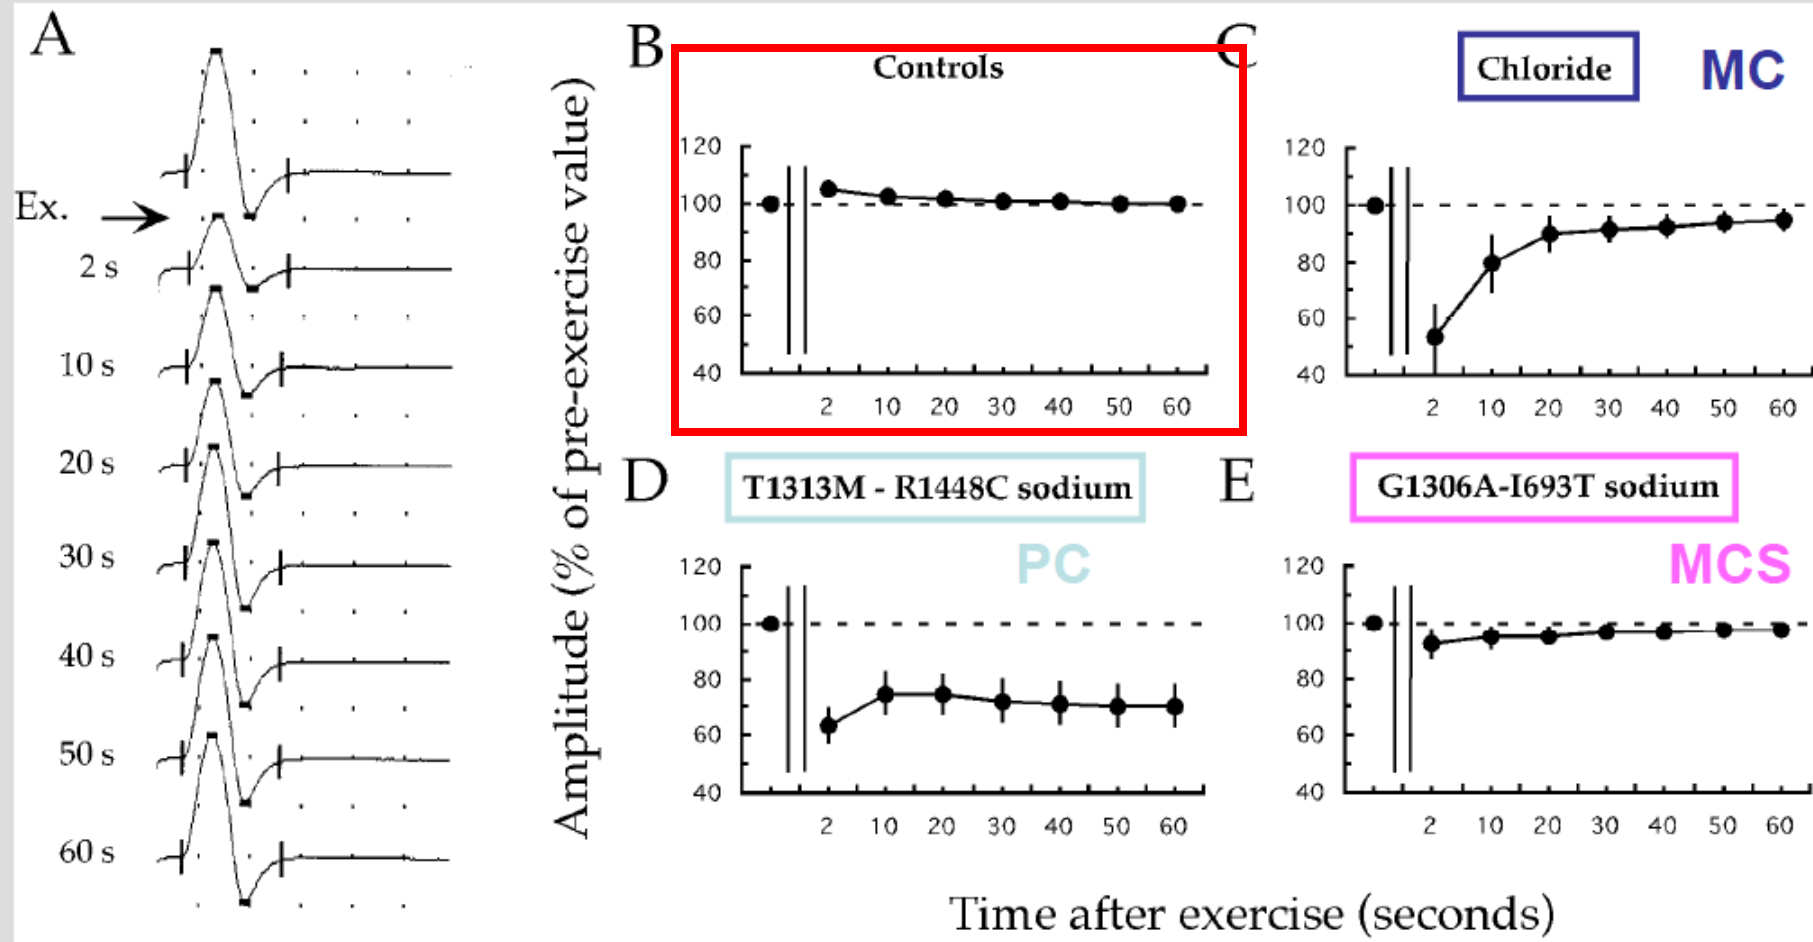 A
Ex.
2 s
10 s
20 s
30 s
40 s
50 s
60 s
Amplitude (% of pre-exercise value)
B
Controls
120
100
80
60
40
2 10 20 30 40 50 60
C
Chloride
MC
120
100
80
60
40
2 10 20 30 40 50 60
D
T1313M - R1448C sodium
PC
120
100
80
60
40
2 10 20 30 40 50 60
E
G1306A-I693T sodium
MCS
120
100
80
60
40
2 10 20 30 40 50 60
Time after exercise (seconds)